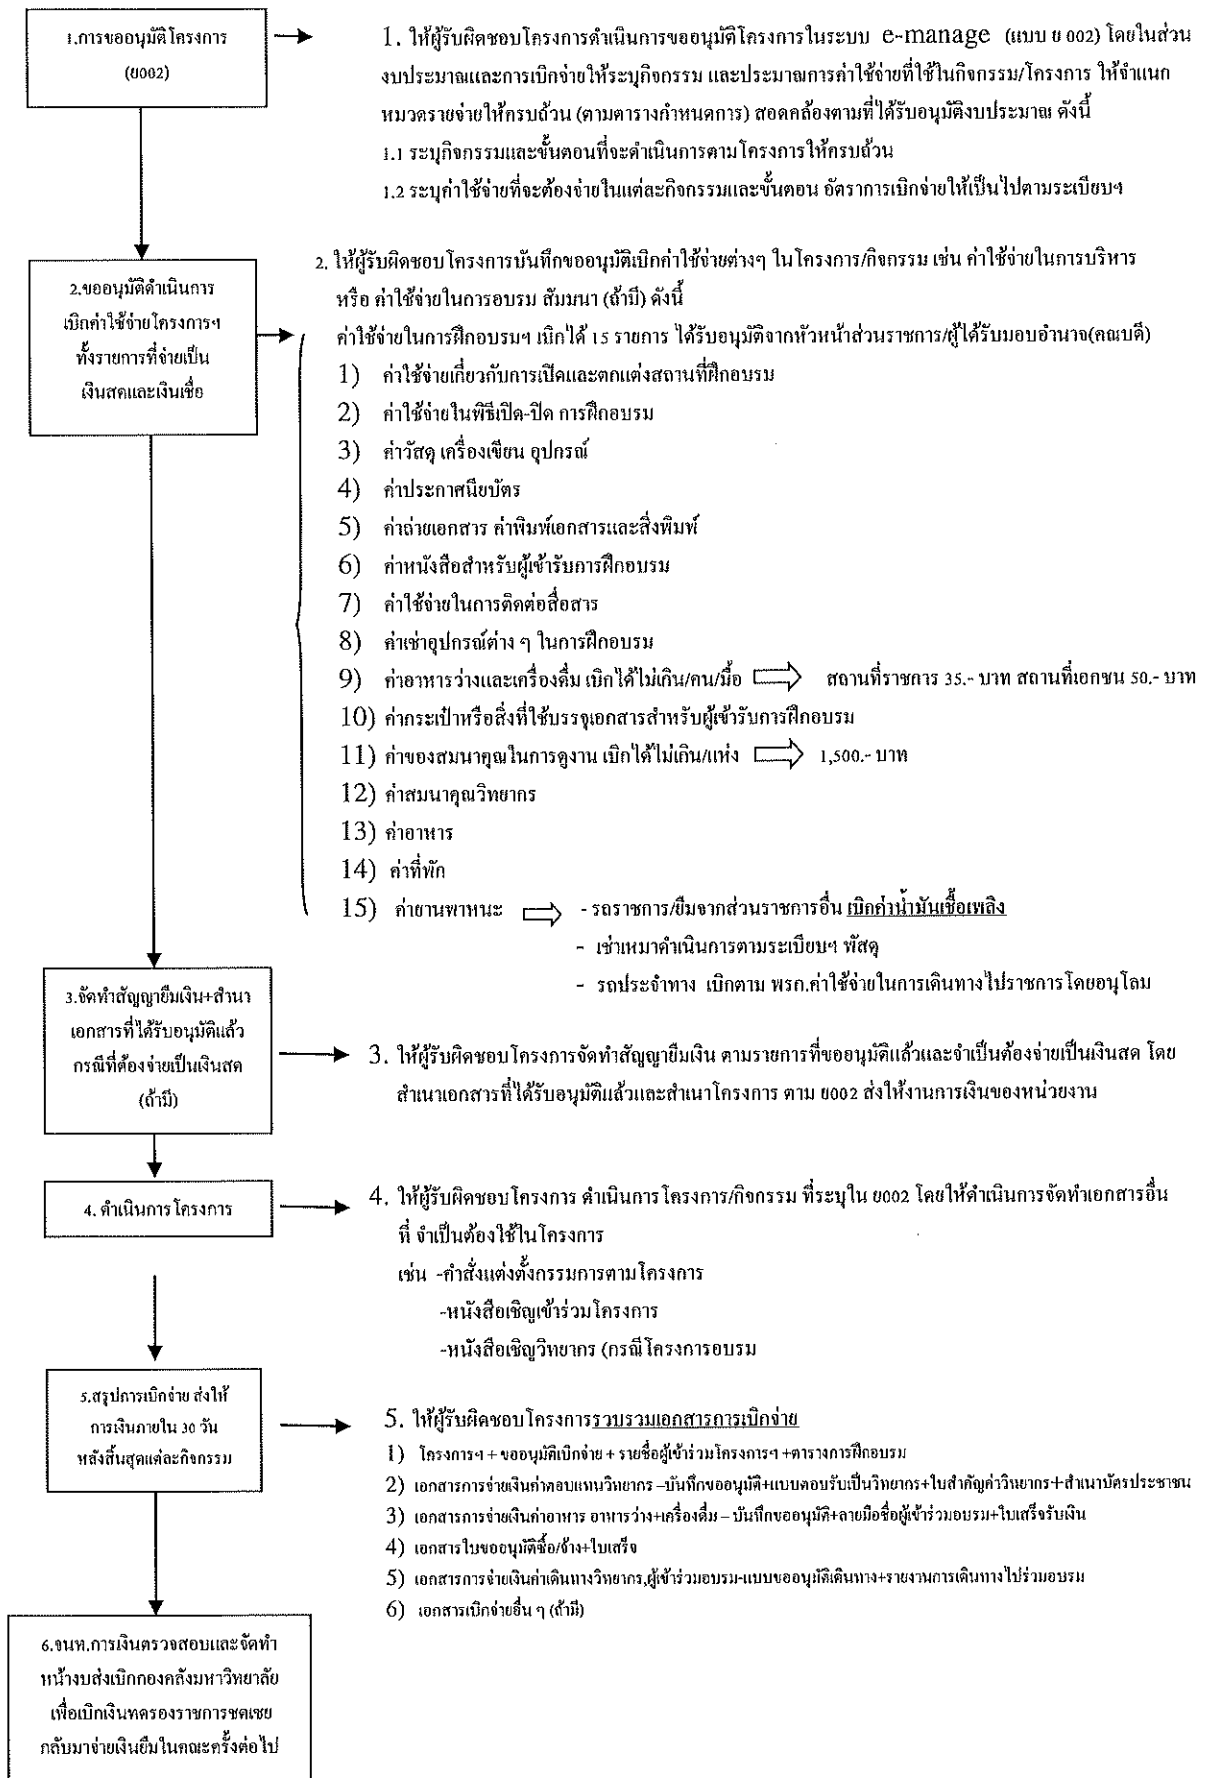 1.การขออนุมัติโครงการ
(ย002)
1. ให้ผู้รับผิดชอบโครงการดำเนินการขออนุมัติโครงการในระบบ e-manage (แบบ ย 002) โดยในส่วน
งบประมาณและการเบิกจ่ายให้ระบุกิจกรรม และประมาณการค่าใช้จ่ายที่ใช้ในกิจกรรม/โครงการ ให้จำแนก
หมวดรายจ่ายให้ครบถ้วน (ตามตารางกำหนดการ) สอดคล้องตามที่ได้รับอนุมัติงบประมาณ ดังนี้
1.1 ระบุกิจกรรมและขั้นตอนที่จะดำเนินการตามโครงการให้ครบถ้วน
1.2 ระบุค่าใช้จ่ายที่จะต้องจ่ายในแต่ละกิจกรรมและขั้นตอน อัตราการเบิกจ่ายให้เป็นไปตามระเบียบฯ
2.ขออนุมัติดำเนินการ
เบิกค่าใช้จ่ายโครงการฯ
ทั้งรายการที่จ่ายเป็น
เงินสดและเงินเชื่อ
2. ให้ผู้รับผิดชอบโครงการบันทึกขออนุมัติเบิกค่าใช้จ่ายต่างๆ ในโครงการ/กิจกรรม เช่น ค่าใช้จ่ายในการบริหาร
หรือ ค่าใช้จ่ายในการอบรม สัมมนา (ถ้ามี) ดังนี้
ค่าใช้จ่ายในการฝึกอบรมฯ เบิกได้ 15 รายการ ได้รับอนุมัติจากหัวหน้าส่วนราชการ/ผู้ได้รับมอบอำนาจ(คณบดี)
1) ค่าใช้จ่ายเกี่ยวกับการเปิดและตกแต่งสถานที่ฝึกอบรม
2) ค่าใช้จ่ายในพิธีเปิด-ปิด การฝึกอบรม
3) ค่าวัสดุ เครื่องเขียน อุปกรณ์
4) ค่าประกาศนียบัตร
5) ค่าถ่ายเอกสาร ค่าพิมพ์เอกสารและสิ่งพิมพ์
6) ค่าหนังสือสำหรับผู้เข้ารับการฝึกอบรม
7) ค่าใช้จ่ายในการติดต่อสื่อสาร
8) ค่าเช่าอุปกรณ์ต่าง ๆ ในการฝึกอบรม
9) ค่าอาหารว่างและเครื่องดื่ม เบิกได้ไม่เกิน/คน/มื้อ สถานที่ราชการ 35.- บาท สถานที่เอกชน 50.- บาท
10) ค่ากระเป๋าหรือสิ่งที่ใช้บรรจุเอกสารสำหรับผู้เข้ารับการฝึกอบรม
11) ค่าของสมนาคุณในการดูงาน เบิกได้ไม่เกิน/แห่ง 1,500.- บาท
12) ค่าสมนาคุณวิทยากร
13) ค่าอาหาร
14) ค่าที่พัก
15) ค่ายานพาหนะ - รถราชการ/ยืมจากส่วนราชการอื่น เบิกค่าน้ำมันเชื้อเพลิง
- เช่าเหมาดำเนินการตามระเบียบฯ พัสดุ
- รถประจำทาง เบิกตาม พรก.ค่าใช้จ่ายในการเดินทางไปราชการโดยอนุโลม
3.จัดทำสัญญายืมเงิน+สำนา
เอกสารที่ได้รับอนุมัติแล้ว
กรณีที่ต้องจ่ายเป็นเงินสด
(ถ้ามี)
3. ให้ผู้รับผิดชอบโครงการจัดทำสัญญายืมเงิน ตามรายการที่ขออนุมัติแล้วและจำเป็นต้องจ่ายเป็นเงินสด โดย
สำเนาเอกสารที่ได้รับอนุมัติแล้วและสำเนาโครงการ ตาม ย002 ส่งให้งานการเงินของหน่วยงาน
4. ดำเนินการโครงการ
4. ให้ผู้รับผิดชอบโครงการ ดำเนินการโครงการ/กิจกรรม ที่ระบุใน ย002 โดยให้ดำเนินการจัดทำเอกสารอื่น
ที่ จำเป็นต้องใช้ในโครงการ
เช่น -คำสั่งแต่งตั้งกรรมการตามโครงการ
-หนังสือเชิญเข้าร่วมโครงการ
-หนังสือเชิญวิทยากร (กรณีโครงการอบรม
5.สรุปการเบิกจ่าย ส่งให้
การเงินภายใน 30 วัน
หลังสิ้นสุดแต่ละกิจกรรม
5. ให้ผู้รับผิดชอบโครงการรวบรวมเอกสารการเบิกจ่าย
1) โครงการฯ + ขออนุมัติเบิกจ่าย + รายชื่อผู้เข้าร่วมโครงการฯ +ตารางการฝึกอบรม
2) เอกสารการจ่ายเงินค่าตอบแทนวิทยากร –บันทึกขออนุมัติ+แบบตอบรับเป็นวิทยากร+ใบสำคัญค่าวิทยากร+สำเนาบัตรประชาชน
3) เอกสารการจ่ายเงินค่าอาหาร อาหารว่าง+เครื่องดื่ม – บันทึกขออนุมัติ+ลายมือชื่อผู้เข้าร่วมอบรม+ใบเสร็จรับเงิน
4) เอกสารใบขออนุมัติซื้อ/จ้าง+ใบเสร็จ
5) เอกสารการจ่ายเงินค่าเดินทางวิทยากร,ผู้เข้าร่วมอบรม-แบบขออนุมัติเดินทาง+รายงานการเดินทางไปร่วมอบรม
6) เอกสารเบิกจ่ายอื่น ๆ (ถ้ามี)
6.จนท.การเงินตรวจสอบและจัดทำ
หน้างบส่งเบิกกองคลังมหาวิทยาลัย
เพื่อเบิกเงินทดรองราชการชดเชย
กลับมาจ่ายเงินยืมในคณะครั้งต่อไป